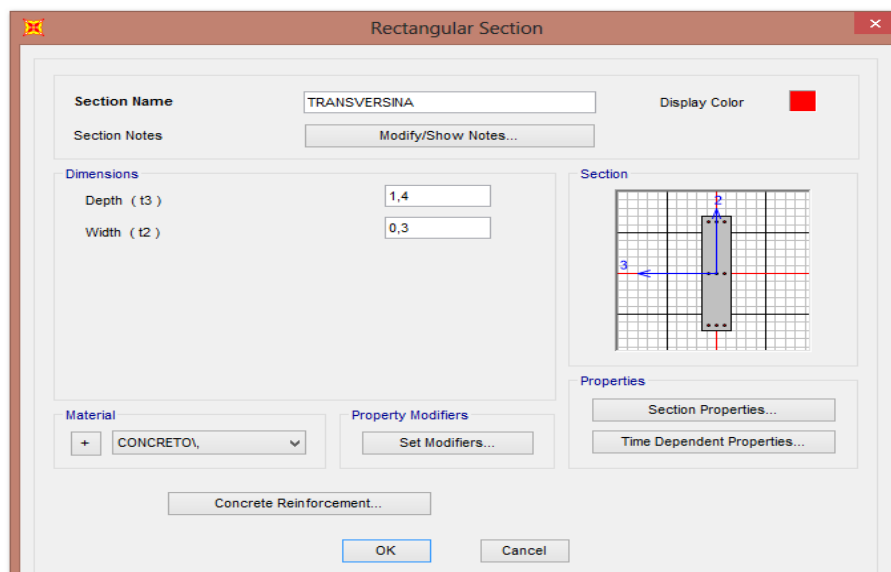 Rectangular Section
Section Name TRANSVERSINA Display Color
Section Notes Modify/Show Notes...
Dimensions
Depth ( t3 ) 1,4
Width ( t2 ) 0,3
Section
2
3
Properties
Section Properties...
Time Dependent Properties...
Material
+ CONCRETO\,
Property Modifiers
Set Modifiers...
Concrete Reinforcement...
OK Cancel